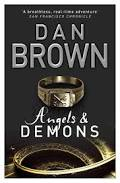 'A breathless, real-time adventure'
SAN FRANCISCO CHRONICLE
DAN
BROWN
Angels &
DEMONS